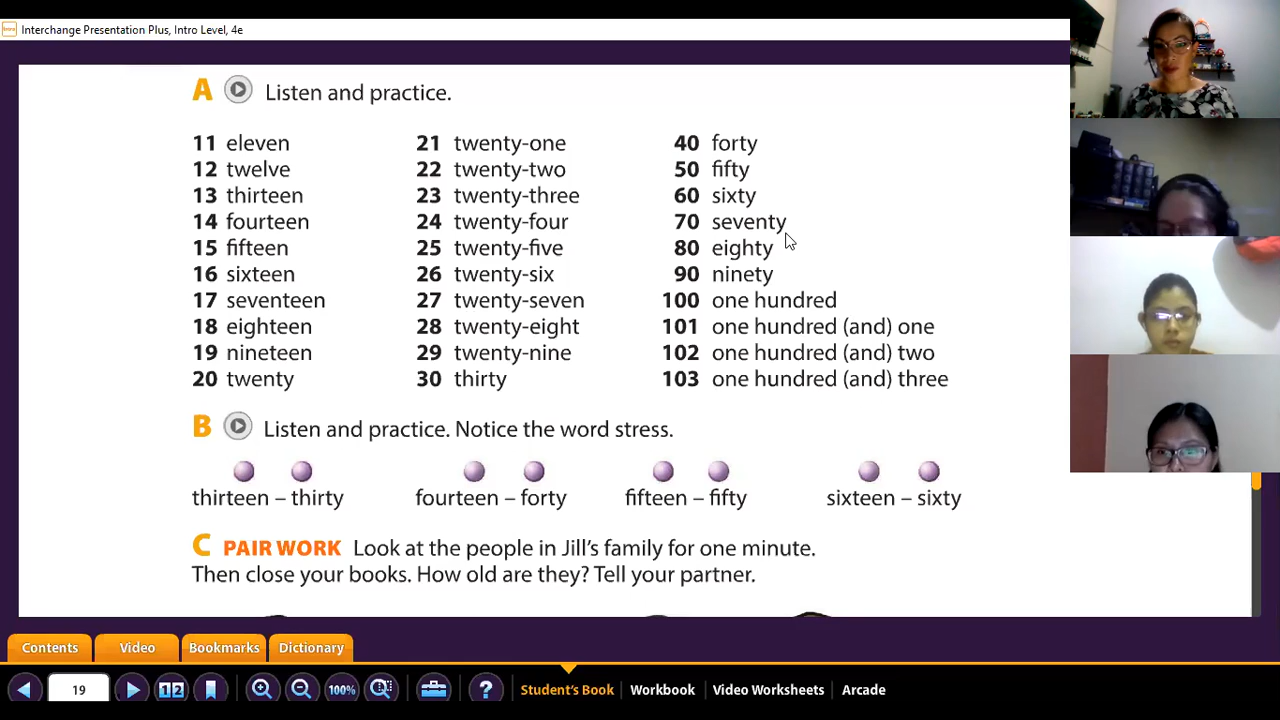 Interchange Presentation Plus, Intro Level, 4e
A Listen and practice.
11 eleven 21 twenty-one 40 forty
12 twelve 22 twenty-two 50 fifty
13 thirteen 23 twenty-three 60 sixty
14 fourteen 24 twenty-four 70 seventy
15 fifteen 25 twenty-five 80 eighty
16 sixteen 26 twenty-six 90 ninety
17 seventeen 27 twenty-seven 100 one hundred
18 eighteen 28 twenty-eight 101 one hundred (and) one
19 nineteen 29 twenty-nine 102 one hundred (and) two
20 twenty 30 thirty 103 one hundred (and) three
B Listen and practice. Notice the word stress.
thirteen – thirty fourteen – forty fifteen – fifty sixteen – sixty
C PAIR WORK Look at the people in Jill's family for one minute.
Then close your books. How old are they? Tell your partner.
Contents Video Bookmarks Dictionary
19 12 100% ? Student's Book Workbook Video Worksheets Arcade